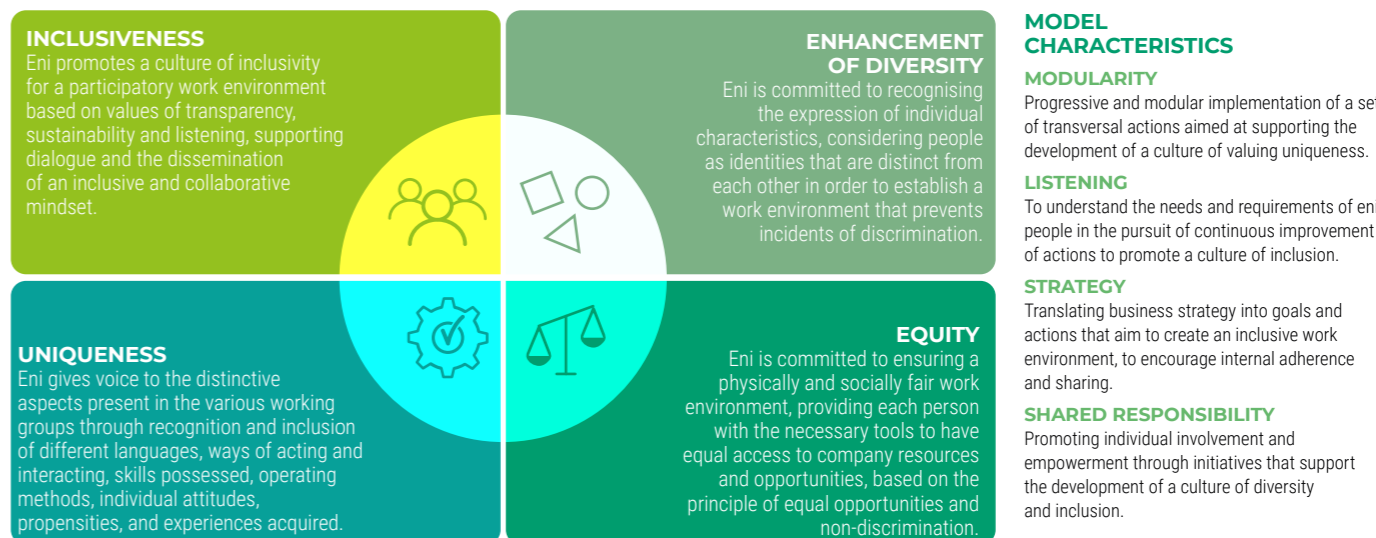 INCLUSIVENESS
Eni promotes a culture of inclusivity
for a participatory work environment
based on values of transparency,
sustainability and listening, supporting
dialogue and the dissemination
of an inclusive and collaborative
mindset.
ENHANCEMENT
OF DIVERSITY
Eni is committed to recognising
the expression of individual
characteristics, considering people
as identities that are distinct from
each other in order to establish a
work environment that prevents
incidents of discrimination.
UNIQUENESS
Eni gives voice to the distinctive
aspects present in the various working
groups through recognition and inclusion
of different languages, ways of acting and
interacting, skills possessed, operating
methods, individual attitudes,
propensities, and experiences acquired.
EQUITY
Eni is committed to ensuring a
physically and socially fair work
environment, providing each person
with the necessary tools to have
equal access to company resources
and opportunities, based on the
principle of equal opportunities and
non-discrimination.
MODEL
CHARACTERISTICS
MODULARITY
Progressive and modular implementation of a set
of transversal actions aimed at supporting the
development of a culture of valuing uniqueness.
LISTENING
To understand the needs and requirements of eni
people in the pursuit of continuous improvement
of actions to promote a culture of inclusion.
STRATEGY
Translating business strategy into goals and
actions that aim to create an inclusive work
environment, to encourage internal adherence
and sharing.
SHARED RESPONSIBILITY
Promoting individual involvement and
empowerment through initiatives that support
the development of a culture of diversity
and inclusion.